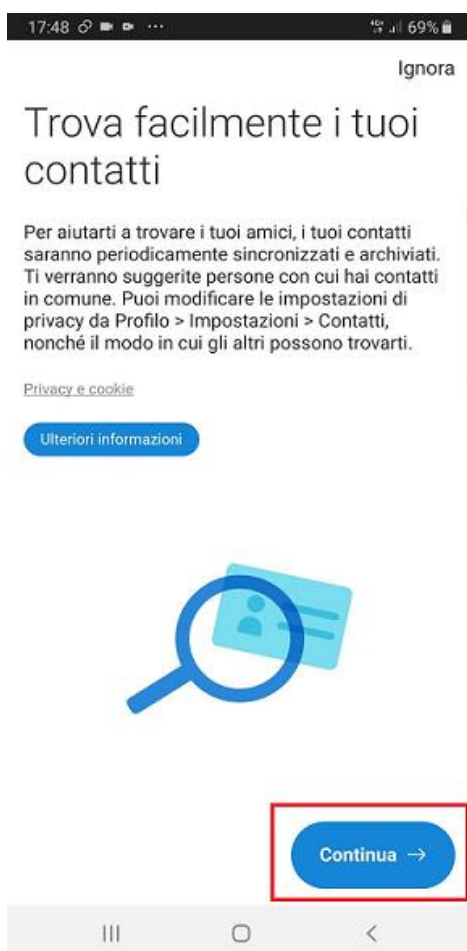 17:48 ... 69%
Ignora
Trova facilmente i tuoi
contatti
Per aiutarti a trovare i tuoi amici, i tuoi contatti
saranno periodicamente sincronizzati e archiviati.
Ti verranno suggerite persone con cui hai contatti
in comune. Puoi modificare le impostazioni di
privacy da Profilo > Impostazioni > Contatti,
nonché il modo in cui gli altri possono trovarti.
Privacy e cookie
Ulteriori informazioni
Continua →